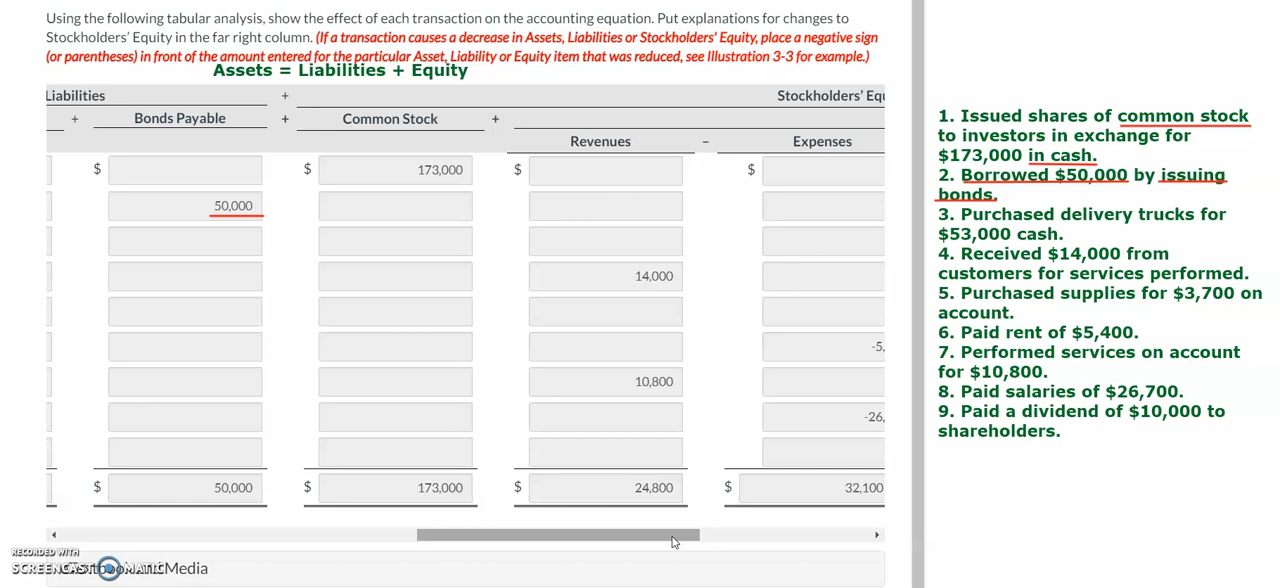 Using the following tabular analysis, show the effect of each transaction on the accounting equation. Put explanations for changes to
Stockholders' Equity in the far right column. (If a transaction causes a decrease in Assets, Liabilities or Stockholders' Equity, place a negative sign
(or parentheses) in front of the amount entered for the particular Asset, Liability or Equity item that was reduced, see Illustration 3-3 for example.)
Assets = Liabilities + Equity
Liabilities + Stockholders' Equ
+ Bonds Payable + Common Stock +
Revenues - Expenses
$ $ 173,000 $ $
50,000
14,000
-5,
10,800
-26,
$ 50,000 $ 173,000 $ 24,800 $ 32,100
RECORDED WITH
SCREENCAST MATIC
Media
1. Issued shares of common stock
to investors in exchange for
$173,000 in cash.
2. Borrowed $50,000 by issuing
bonds.
3. Purchased delivery trucks for
$53,000 cash.
4. Received $14,000 from
customers for services performed.
5. Purchased supplies for $3,700 on
account.
6. Paid rent of $5,400.
7. Performed services on account
for $10,800.
8. Paid salaries of $26,700.
9. Paid a dividend of $10,000 to
shareholders.